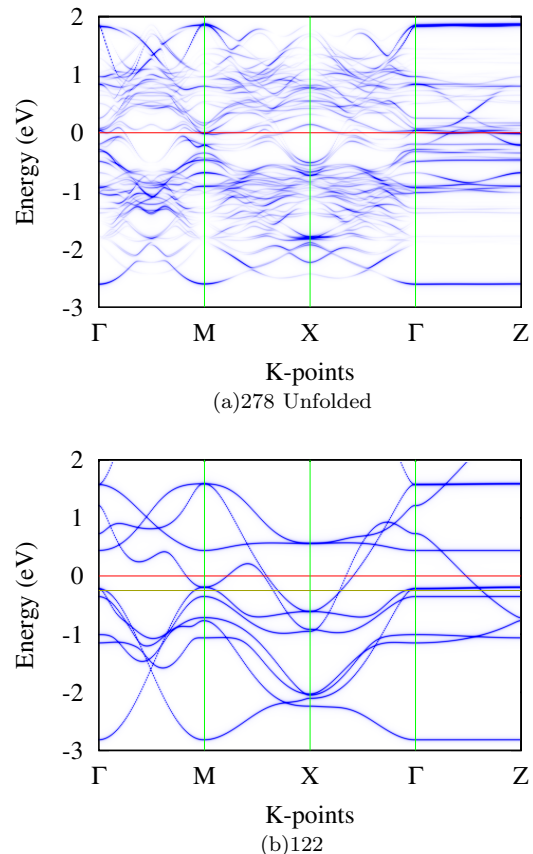 2
1
0
-1
-2
-3
Energy (eV)
Γ M X Γ Z
K-points
(a)278 Unfolded
2
1
0
-1
-2
-3
Energy (eV)
Γ M X Γ Z
K-points
(b)122